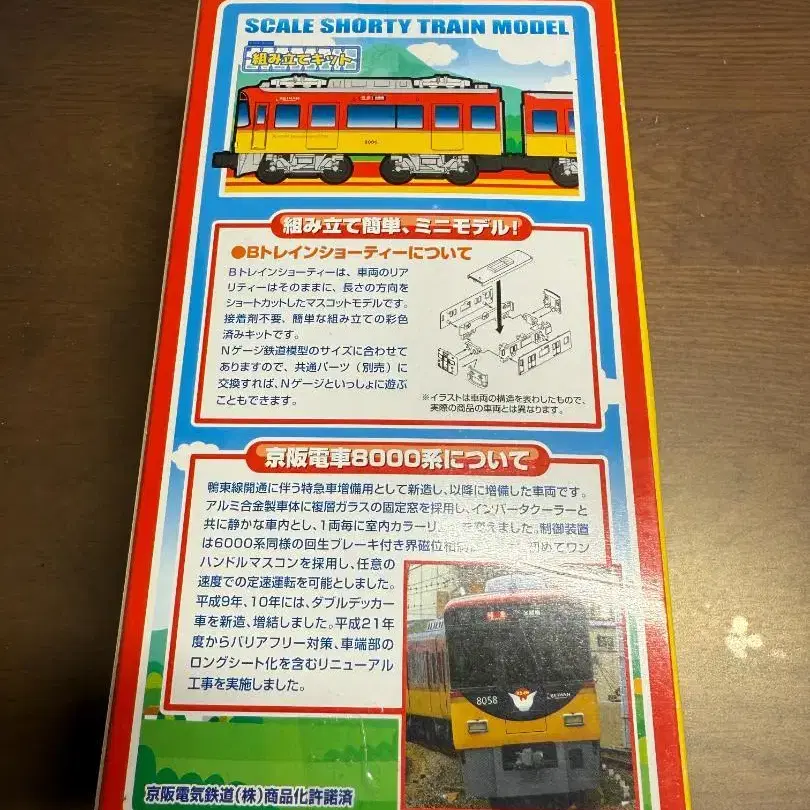 SCALE SHORTY TRAIN MODEL
組み立てキット
8001
組み立て簡単、ミニモデル!
●Bトレインショーティーについて
Bトレインショーティーは、車両のリア
リティーはそのままに、長さの方向を
ショートカットしたマスコットモデルです。
接着剤不要、簡単な組み立ての彩色
済みキットです。
Nゲージ鉄道模型のサイズに合わせて
ありますので、共通パーツ(別売)に
交換すれば、Nゲージといっしょに遊ぶ
こともできます。
※イラストは車両の構造を表わしたもので、
実際の商品の車両とは異なります。
京阪電車8000系について
鴨東線開通に伴う特急車増備用として新造し、以降に増備した車両です。
アルミ合金製車体に複層ガラスの固定窓を採用し、インバータクーラーと
共に静かな車内とし、1両毎に室内カラーリ を変えました。制御装置
は6000系同様の回生ブレーキ付き界磁位相 初めてワン
ハンドルマスコンを採用し、任意の
速度での定速運転を可能としました。
平成9年、10年には、ダブルデッカー
車を新造、増結しました。平成21年
度からバリアフリー対策、車端部の
ロングシート化を含むリニューアル
工事を実施しました。
8058
KEIHAN
京阪電気鉄道(株)商品化許諾済